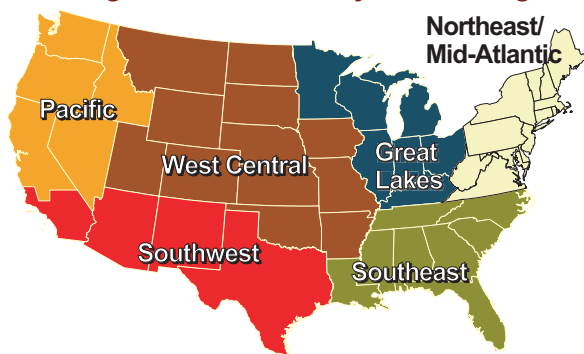 Northeast/
Mid-Atlantic
Pacific
West Central
Great
Lakes
Southwest
Southeast